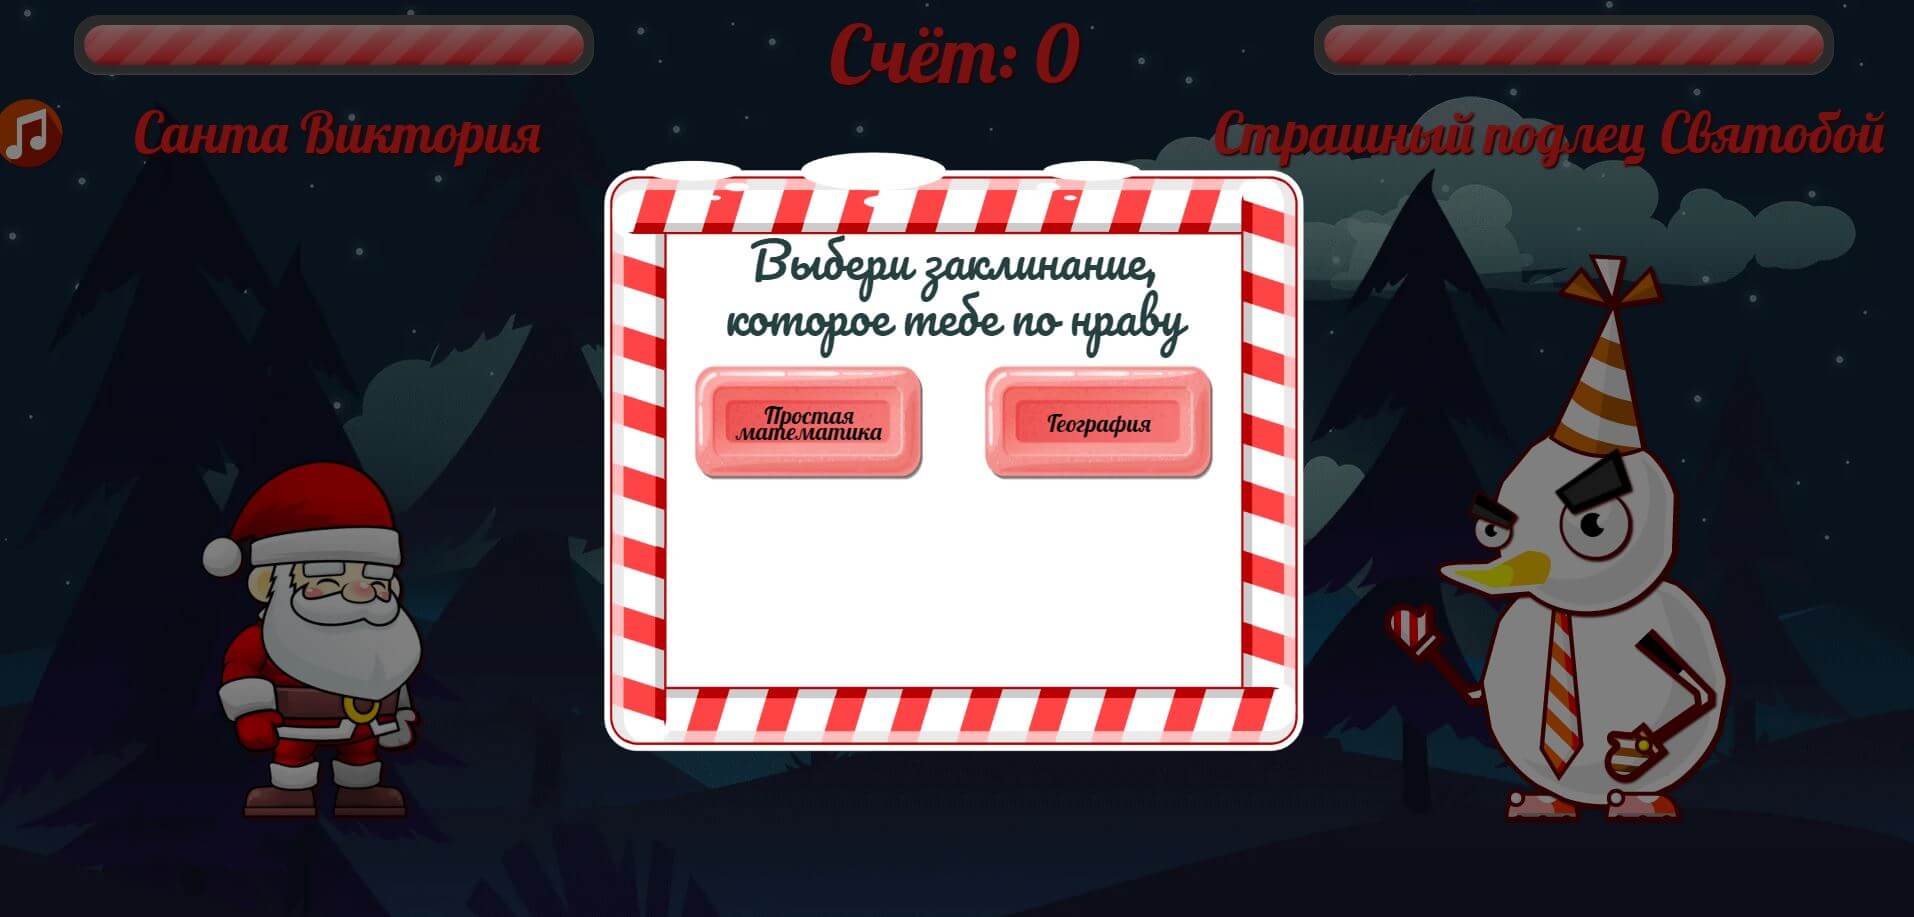 Счёт: 0
Санта Виктория
Страшный подлец Святобой
Выбери заклинание,
которое тебе по нраву
Простая
математика
География